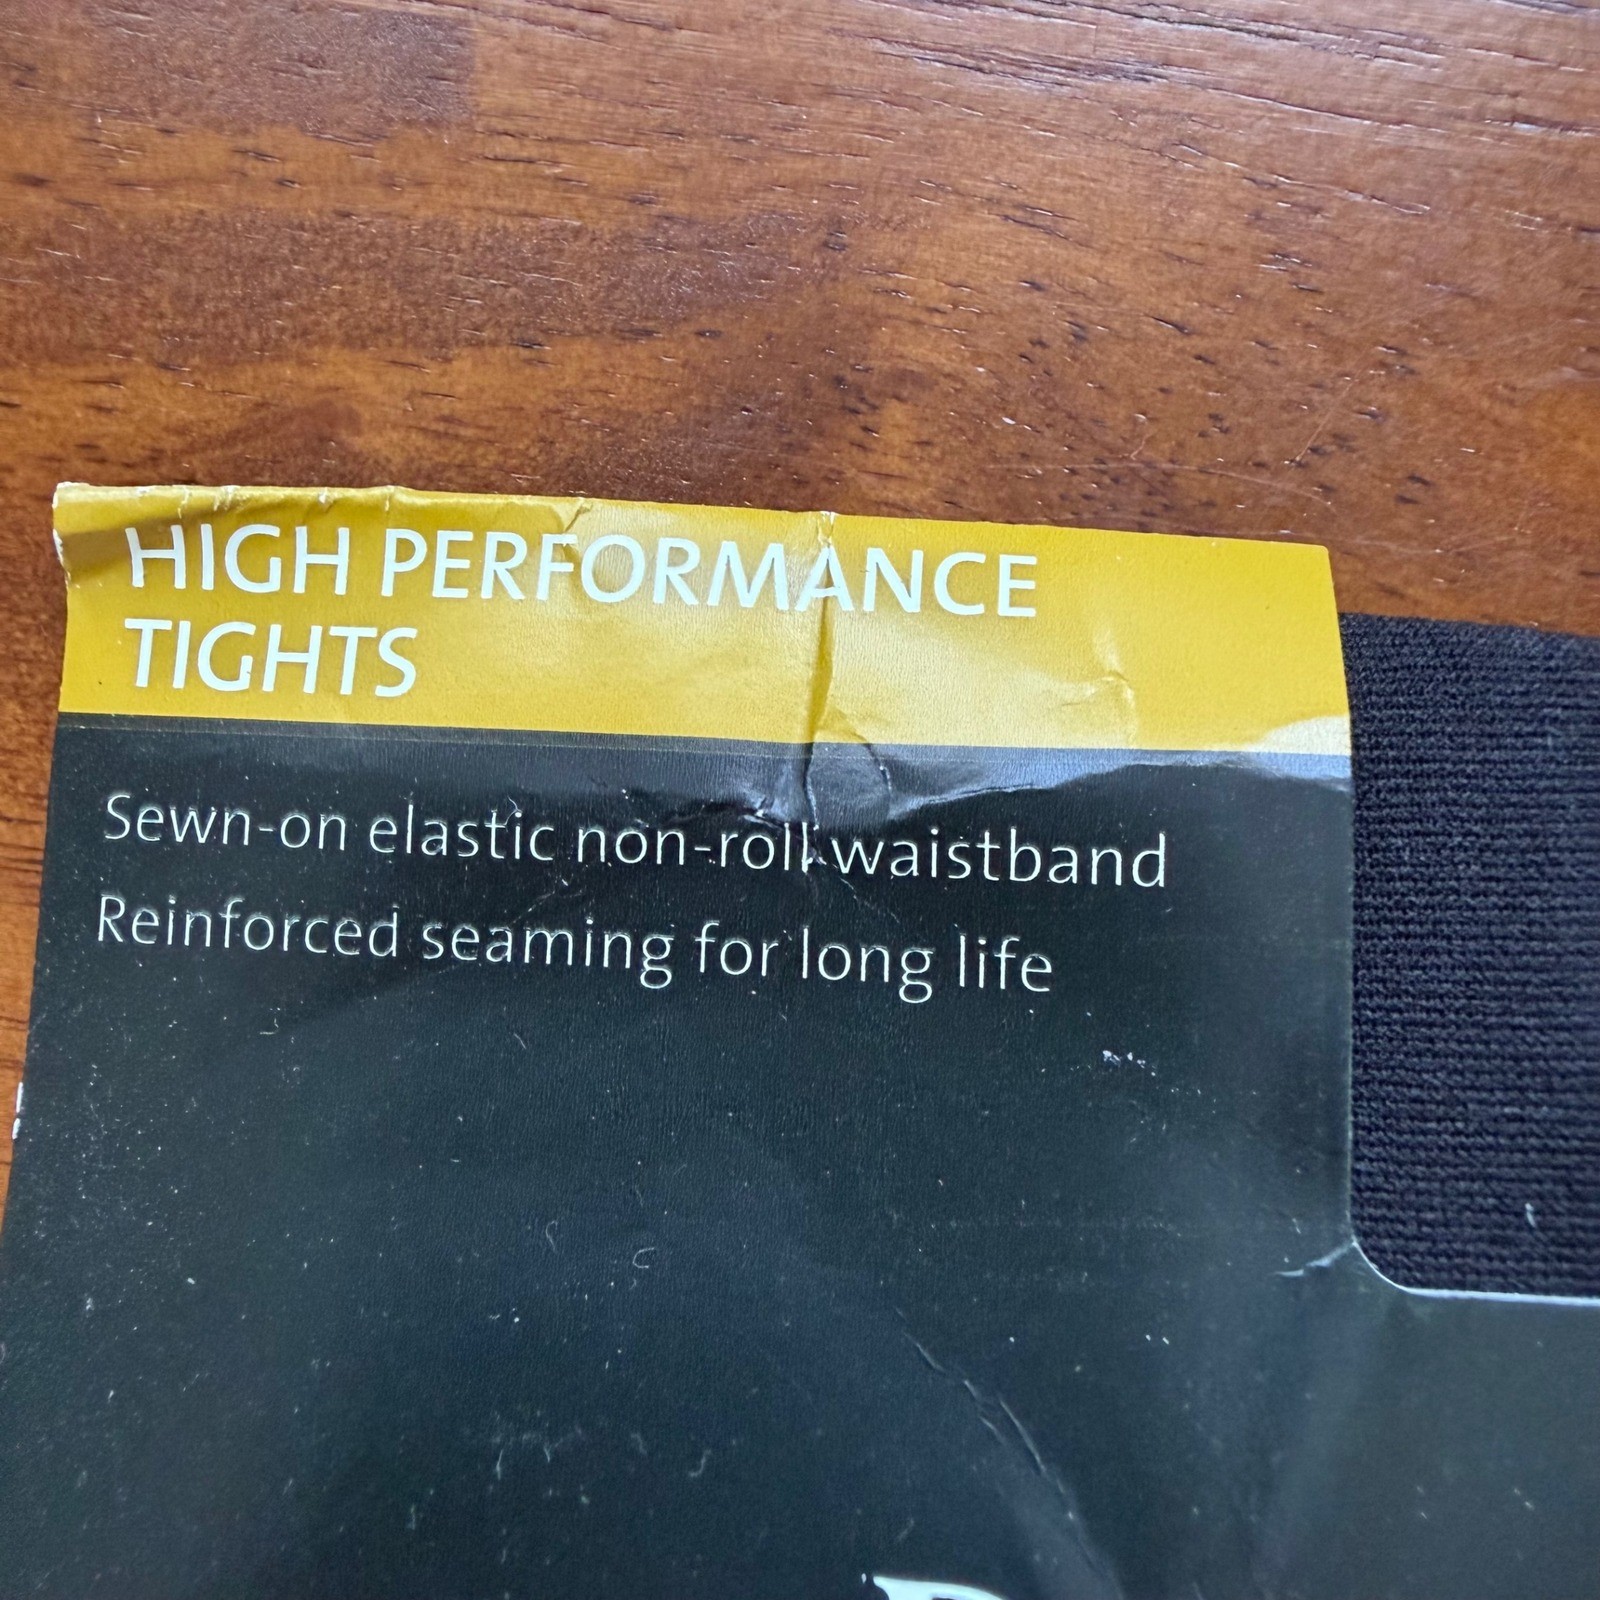 HIGH PERFORMANCE
TIGHTS
Sewn-on elastic non-roll waistband
Reinforced seaming for long life